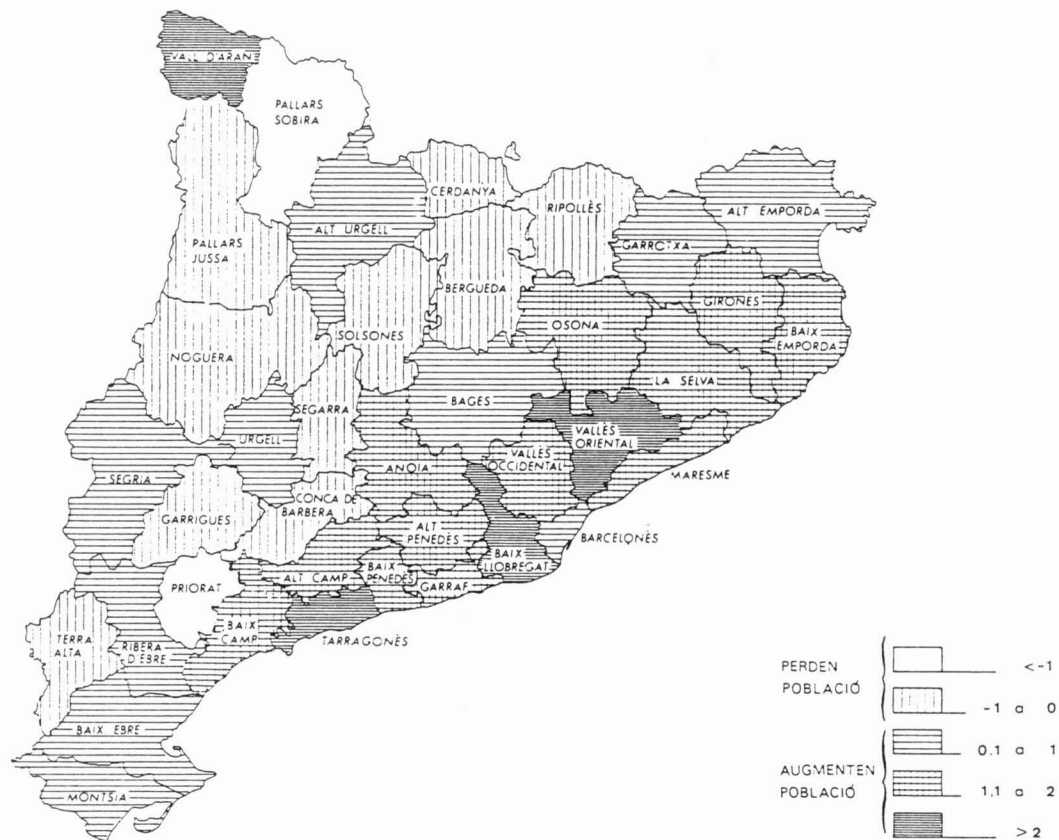 VALL D'ARAN
PALLARS
SOBIRA
CERDANYA
RIPOLLÈS
ALT EMPORDA
PALLARS
JUSSA
ALT URGELL
GARROTXA
BERGUEDA
GIRONES
SOLSONES
OSONA
BAIX
EMPORDA
NOGUERA
LA SELVA
SEGARRA
BAGES
VALLÈS
ORIENTAL
URGELL
VALLÈS
OCCIDENTAL
ANOIA
MARESME
SEGRIA
CONCA DE
BARBERA
GARRIGUES
ALT
PENEDÈS
BARCELONÈS
BAIX
LLOBREGAT
BAIX
PENEDÈS
ALT CAMP
GARRAF
PRIORAT
BAIX
CAMP
TARRAGONÈS
TERRA
ALTA
RIBERA
D'EBRE
BAIX EBRE
MONTSIA
PERDEN
POBLACIÓ
<-1
-1 a 0
AUGMENTEN
POBLACIÓ
0,1 a 1
1,1 a 2
>2